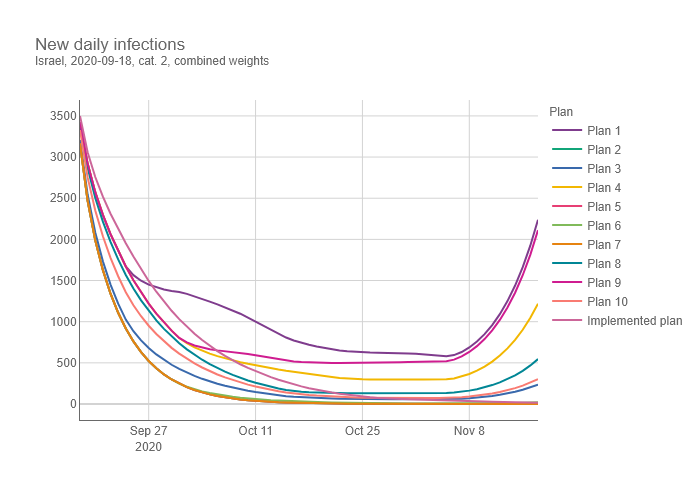 New daily infections
Israel, 2020-09-18, cat. 2, combined weights
3500
3000
2500
2000
1500
1000
500
0
Sep 27
2020
Oct 11
Oct 25
Nov 8
Plan
Plan 1
Plan 2
Plan 3
Plan 4
Plan 5
Plan 6
Plan 7
Plan 8
Plan 9
Plan 10
Implemented plan